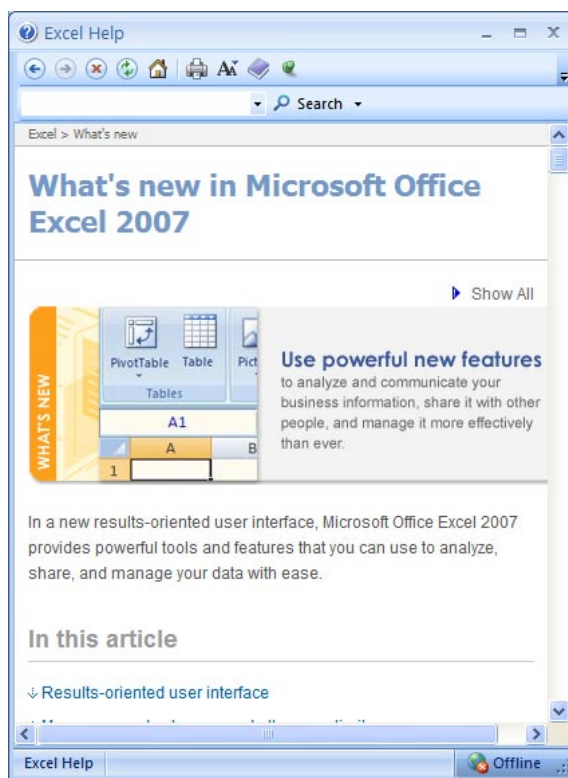 Excel Help
Search
Excel > What's new
What's new in Microsoft Office
Excel 2007
Show All
WHAT'S NEW
PivotTable Table Pict
Tables
A1
A B
1
Use powerful new features
to analyze and communicate your
business information, share it with other
people, and manage it more effectively
than ever.
In a new results-oriented user interface, Microsoft Office Excel 2007
provides powerful tools and features that you can use to analyze,
share, and manage your data with ease.
In this article
Results-oriented user interface
Excel Help
Offline